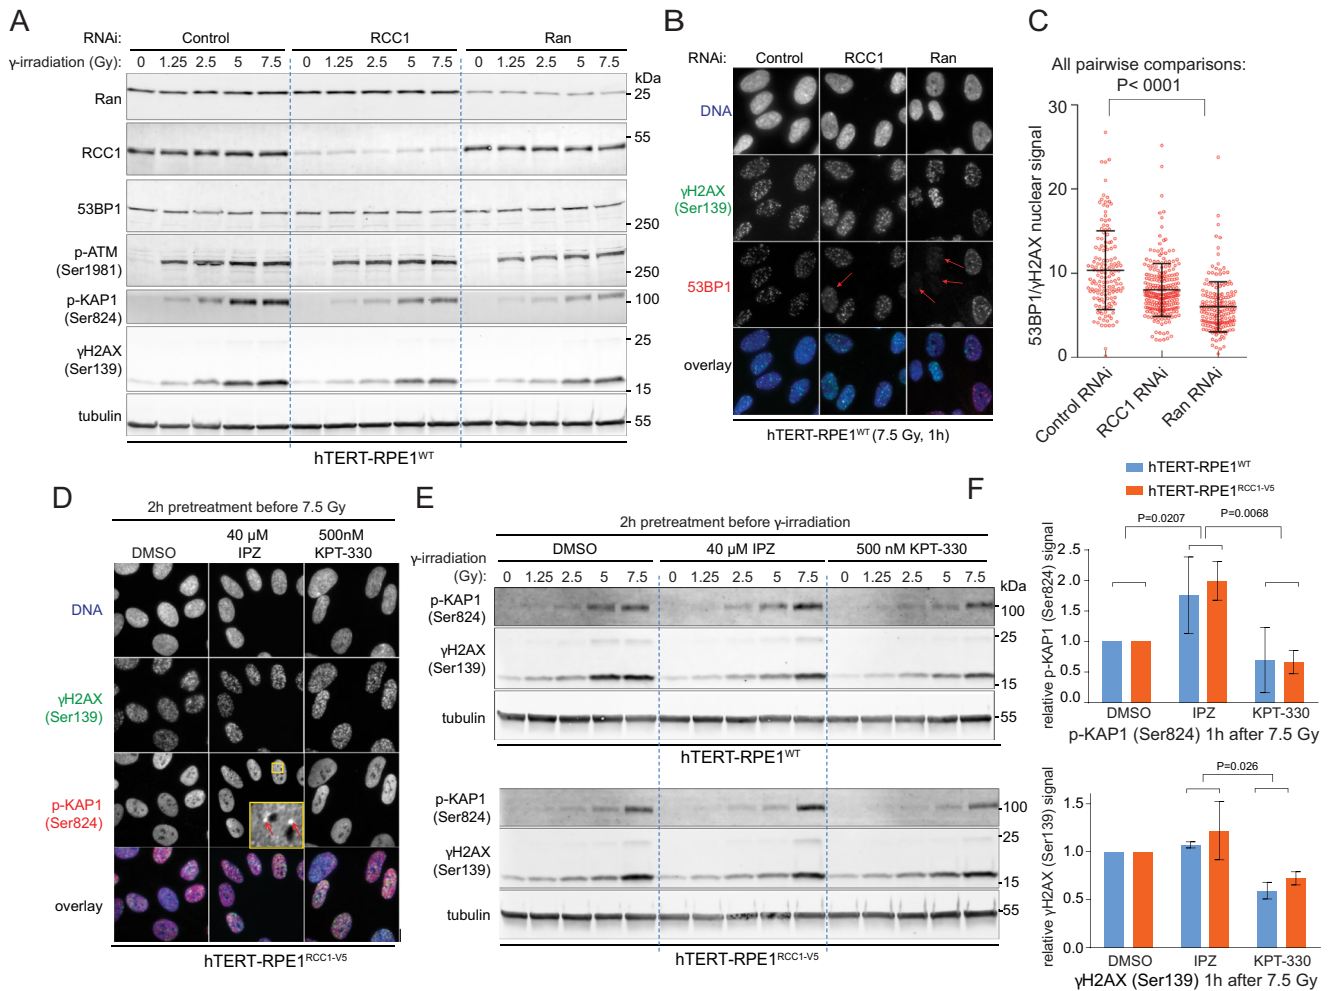 A
RNAi: Control RCC1 Ran
γ-irradiation (Gy): 0 1.25 2.5 5 7.5 0 1.25 2.5 5 7.5 0 1.25 2.5 5 7.5
kDa
Ran
25
55
RCC1
53BP1
250
p-ATM
(Ser1981)
250
p-KAP1
(Ser824)
100
25
γH2AX
(Ser139)
15
tubulin
55
hTERT-RPE1WT
B
RNAi: Control RCC1 Ran
DNA
γH2AX
(Ser139)
53BP1
overlay
hTERT-RPE1WT (7.5 Gy, 1h)
C
All pairwise comparisons:
P< 0001
53BP1/γH2AX nuclear signal
30
20
10
0
Control RNAi
RCC1 RNAi
Ran RNAi
D
2h pretreatment before 7.5 Gy
DMSO
40 µM
IPZ
500nM
KPT-330
DNA
γH2AX
(Ser139)
p-KAP1
(Ser824)
overlay
hTERT-RPE1RCC1-V5
E
2h pretreatment before γ-irradiation
γ-irradiation
(Gy):
DMSO 40 µM IPZ 500 nM KPT-330
0 1.25 2.5 5 7.5 0 1.25 2.5 5 7.5 0 1.25 2.5 5 7.5
kDa
p-KAP1
(Ser824)
100
25
γH2AX
(Ser139)
15
tubulin
55
hTERT-RPE1WT
p-KAP1
(Ser824)
100
25
γH2AX
(Ser139)
15
tubulin
55
hTERT-RPE1RCC1-V5
F
hTERT-RPE1WT
hTERT-RPE1RCC1-V5
P=0.0207
P=0.0068
relative p-KAP1 (Ser824) signal
2.5
2.0
1.5
1.0
0.5
0.0
DMSO IPZ KPT-330
p-KAP1 (Ser824) 1h after 7.5 Gy
P=0.026
relative γH2AX (Ser139) signal
1.5
1.0
0.5
0.0
DMSO IPZ KPT-330
γH2AX (Ser139) 1h after 7.5 Gy